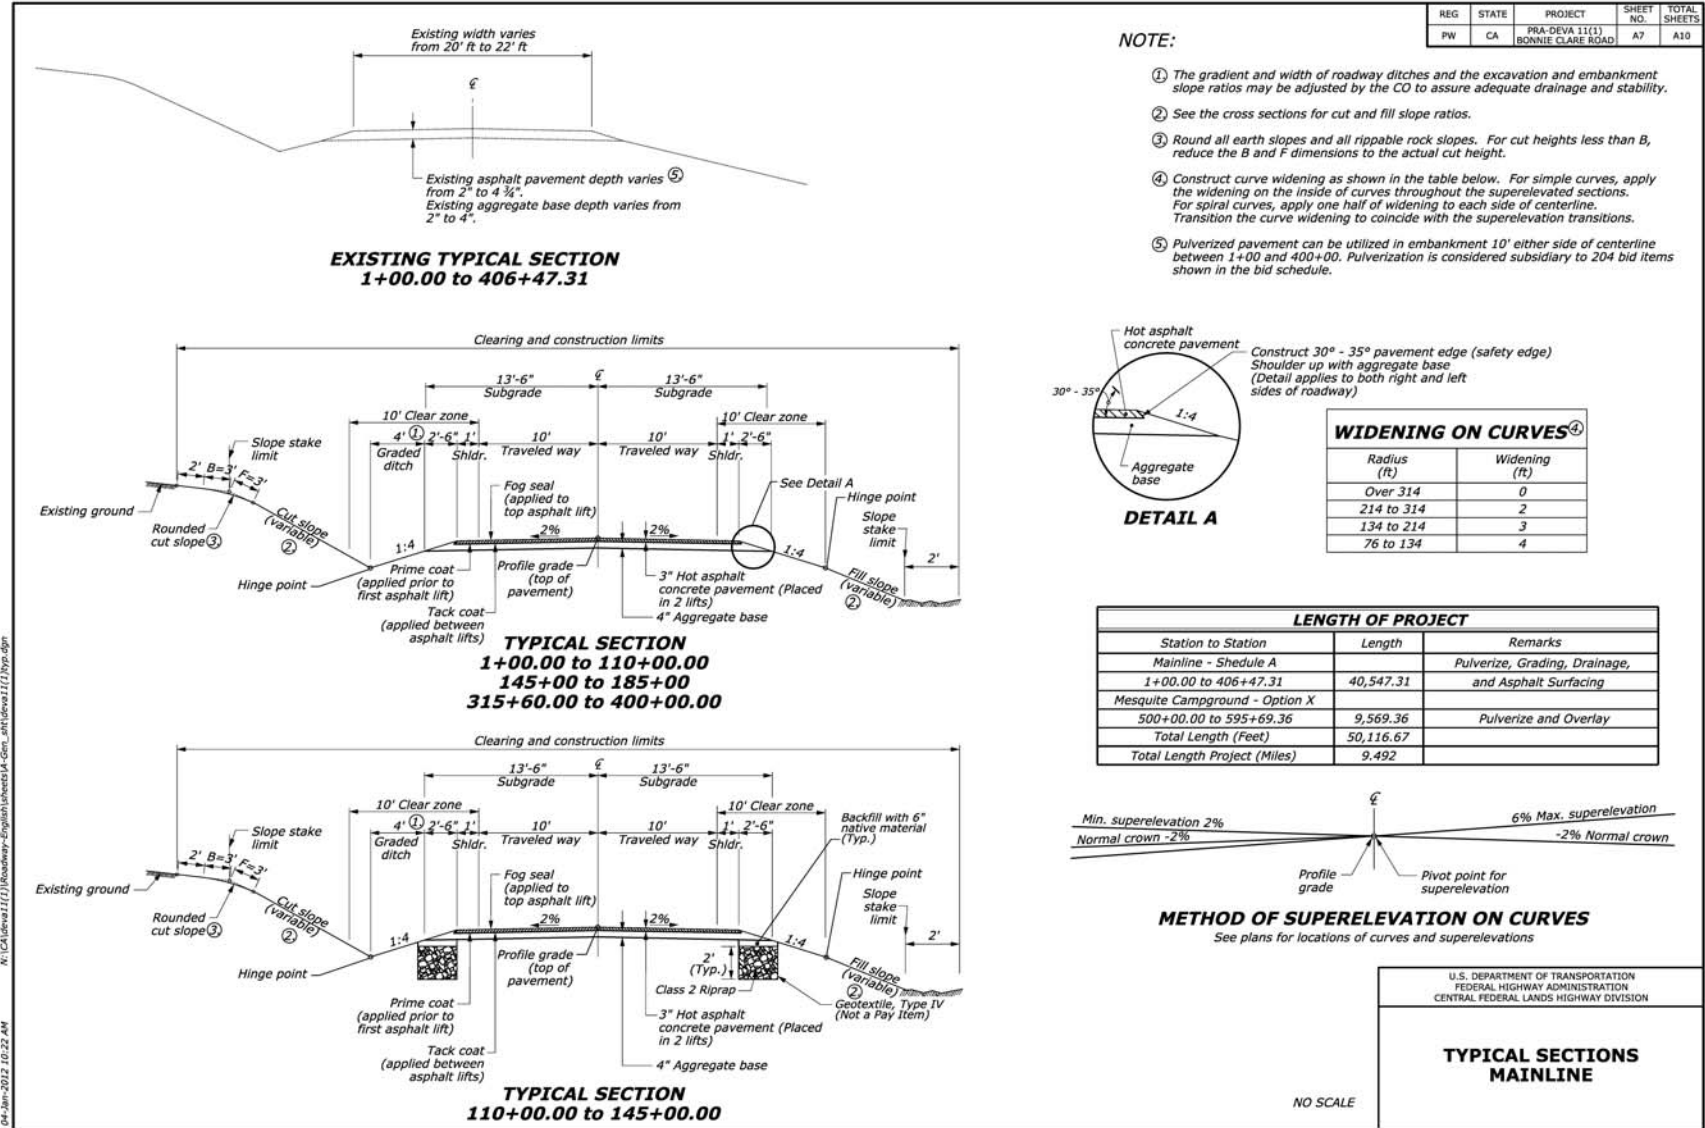 REG STATE PROJECT SHEET NO. TOTAL SHEETS
PW CA PRA-DEVA 11(1) BONNIE CLARE ROAD A7 A10
Existing width varies
from 20' ft to 22' ft
℄
Existing asphalt pavement depth varies ⑤
from 2" to 4 ¾".
Existing aggregate base depth varies from
2" to 4".
EXISTING TYPICAL SECTION
1+00.00 to 406+47.31
NOTE:
① The gradient and width of roadway ditches and the excavation and embankment
slope ratios may be adjusted by the CO to assure adequate drainage and stability.
② See the cross sections for cut and fill slope ratios.
③ Round all earth slopes and all rippable rock slopes. For cut heights less than B,
reduce the B and F dimensions to the actual cut height.
④ Construct curve widening as shown in the table below. For simple curves, apply
the widening on the inside of curves throughout the superelevated sections.
For spiral curves, apply one half of widening to each side of centerline.
Transition the curve widening to coincide with the superelevation transitions.
⑤ Pulverized pavement can be utilized in embankment 10' either side of centerline
between 1+00 and 400+00. Pulverization is considered subsidiary to 204 bid items
shown in the bid schedule.
Clearing and construction limits
13'-6" ℄ 13'-6"
Subgrade Subgrade
10' Clear zone 10' Clear zone
4' ① 2'-6" 1' 10' 10' 1' 2'-6"
Graded ditch Shldr. Traveled way Traveled way Shldr.
Slope stake
limit
2' B=3' F=3'
Existing ground
Rounded
cut slope ③
Cut slope
(variable)
②
Hinge point
1:4
Fog seal
(applied to
top asphalt lift)
2% 2%
See Detail A
Hinge point
Slope
stake
limit
2'
1:4
Fill slope
(variable)
②
Prime coat
(applied prior to
first asphalt lift)
Profile grade
(top of
pavement)
3" Hot asphalt
concrete pavement (Placed
in 2 lifts)
Tack coat
(applied between
asphalt lifts)
4" Aggregate base
TYPICAL SECTION
1+00.00 to 110+00.00
145+00 to 185+00
315+60.00 to 400+00.00
Hot asphalt
concrete pavement
30° - 35°
1:4
Construct 30° - 35° pavement edge (safety edge)
Shoulder up with aggregate base
(Detail applies to both right and left
sides of roadway)
Aggregate
base
DETAIL A
WIDENING ON CURVES ④
Radius (ft) Widening (ft)
Over 314 0
214 to 314 2
134 to 214 3
76 to 134 4
LENGTH OF PROJECT
Station to Station Length Remarks
Mainline - Shedule A Pulverize, Grading, Drainage,
1+00.00 to 406+47.31 40,547.31 and Asphalt Surfacing
Mesquite Campground - Option X
500+00.00 to 595+69.36 9,569.36 Pulverize and Overlay
Total Length (Feet) 50,116.67
Total Length Project (Miles) 9.492
Clearing and construction limits
13'-6" ℄ 13'-6"
Subgrade Subgrade
10' Clear zone 10' Clear zone
4' ① 2'-6" 1' 10' 10' 1' 2'-6"
Graded ditch Shldr. Traveled way Traveled way Shldr.
Backfill with 6"
native material
(Typ.)
Slope stake
limit
2' B=3' F=3'
Existing ground
Rounded
cut slope ③
Cut slope
(variable)
②
Hinge point
1:4
Fog seal
(applied to
top asphalt lift)
2% 2%
Hinge point
Slope
stake
limit
2'
1:4
Fill slope
(variable)
②
Profile grade
(top of
pavement)
2'
(Typ.)
Class 2 Riprap
Geotextile, Type IV
(Not a Pay Item)
Prime coat
(applied prior to
first asphalt lift)
3" Hot asphalt
concrete pavement (Placed
in 2 lifts)
Tack coat
(applied between
asphalt lifts)
4" Aggregate base
TYPICAL SECTION
110+00.00 to 145+00.00
℄
Min. superelevation 2% 6% Max. superelevation
Normal crown -2% -2% Normal crown
Profile
grade
Pivot point for
superelevation
METHOD OF SUPERELEVATION ON CURVES
See plans for locations of curves and superelevations
U.S. DEPARTMENT OF TRANSPORTATION
FEDERAL HIGHWAY ADMINISTRATION
CENTRAL FEDERAL LANDS HIGHWAY DIVISION
TYPICAL SECTIONS
MAINLINE
NO SCALE
04-Jan-2012 10:22 AM N:\CA\deva11(1)\Roadway-English\sheets\A-Gen_sht\deva11(1)typ.dgn